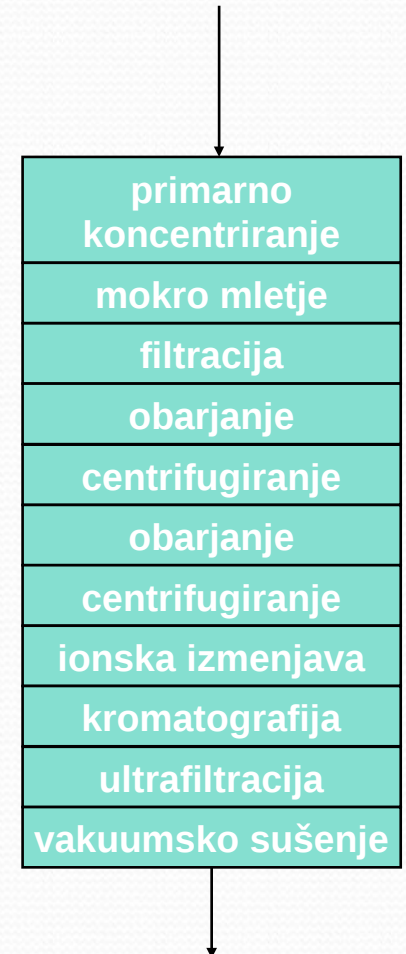 primarno
koncentriranje
mokro mletje
filtracija
obarjanje
centrifugiranje
obarjanje
centrifugiranje
ionska izmenjava
kromatografija
ultrafiltracija
vakuumsko sušenje